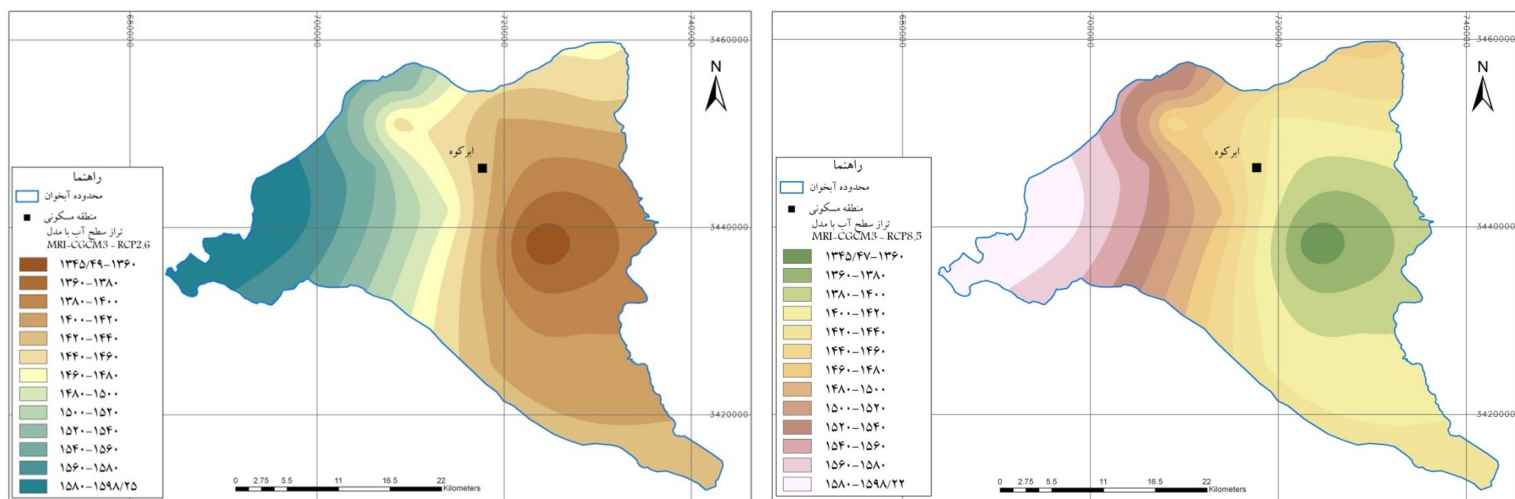 680000
700000
720000
740000
3460000
N
ابرکوه
3440000
3420000
راهنما
محدوده آبخوان
منطقه مسکونی
تراز سطح آب با مدل
MRI-CGCM3 - RCP2,6
۱۳۴۵/۴۹-۱۳۶۰
۱۳۶۰-۱۳۸۰
۱۳۸۰-۱۴۰۰
۱۴۰۰-۱۴۲۰
۱۴۲۰-۱۴۴۰
۱۴۴۰-۱۴۶۰
۱۴۶۰-۱۴۸۰
۱۴۸۰-۱۵۰۰
۱۵۰۰-۱۵۲۰
۱۵۲۰-۱۵۴۰
۱۵۴۰-۱۵۶۰
۱۵۶۰-۱۵۸۰
۱۵۸۰-۱۵۹۸/۲۵
0 2.75 5.5 11 16.5 22
Kilometers
680000
700000
720000
740000
3460000
N
ابرکوه
3440000
3420000
راهنما
محدوده آبخوان
منطقه مسکونی
تراز سطح آب با مدل
MRI-CGCM3 - RCP8,5
۱۳۴۵/۴۷-۱۳۶۰
۱۳۶۰-۱۳۸۰
۱۳۸۰-۱۴۰۰
۱۴۰۰-۱۴۲۰
۱۴۲۰-۱۴۴۰
۱۴۴۰-۱۴۶۰
۱۴۶۰-۱۴۸۰
۱۴۸۰-۱۵۰۰
۱۵۰۰-۱۵۲۰
۱۵۲۰-۱۵۴۰
۱۵۴۰-۱۵۶۰
۱۵۶۰-۱۵۸۰
۱۵۸۰-۱۵۹۸/۲۲
0 2.75 5.5 11 16.5 22
Kilometers